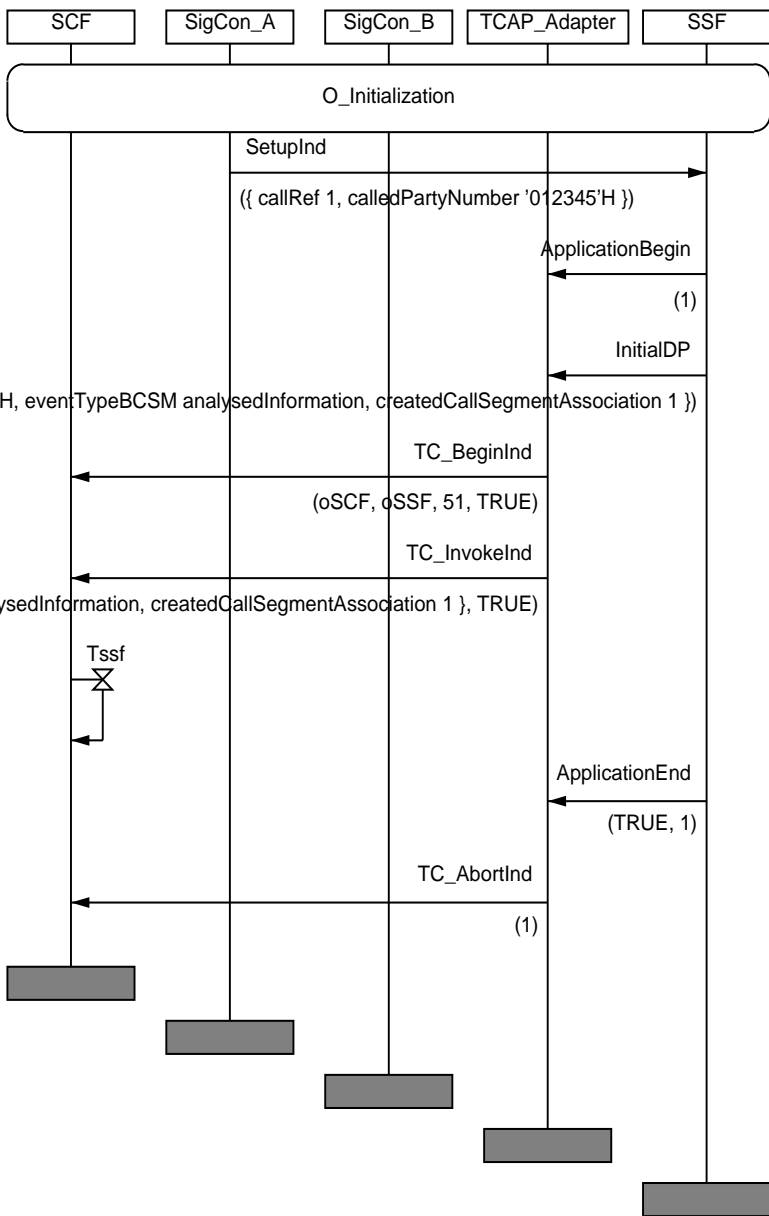 SCF SigCon_A SigCon_B TCAP_Adapter SSF
O_Initialization
SetupInd
({ callRef 1, calledPartyNumber '012345'H })
ApplicationBegin
(1)
InitialDP
H, eventTypeBCSM analysedInformation, createdCallSegmentAssociation 1 })
TC_BeginInd
(oSCF, oSSF, 51, TRUE)
TC_InvokeInd
ysedInformation, createdCallSegmentAssociation 1 }, TRUE)
Tssf
ApplicationEnd
(TRUE, 1)
TC_AbortInd
(1)